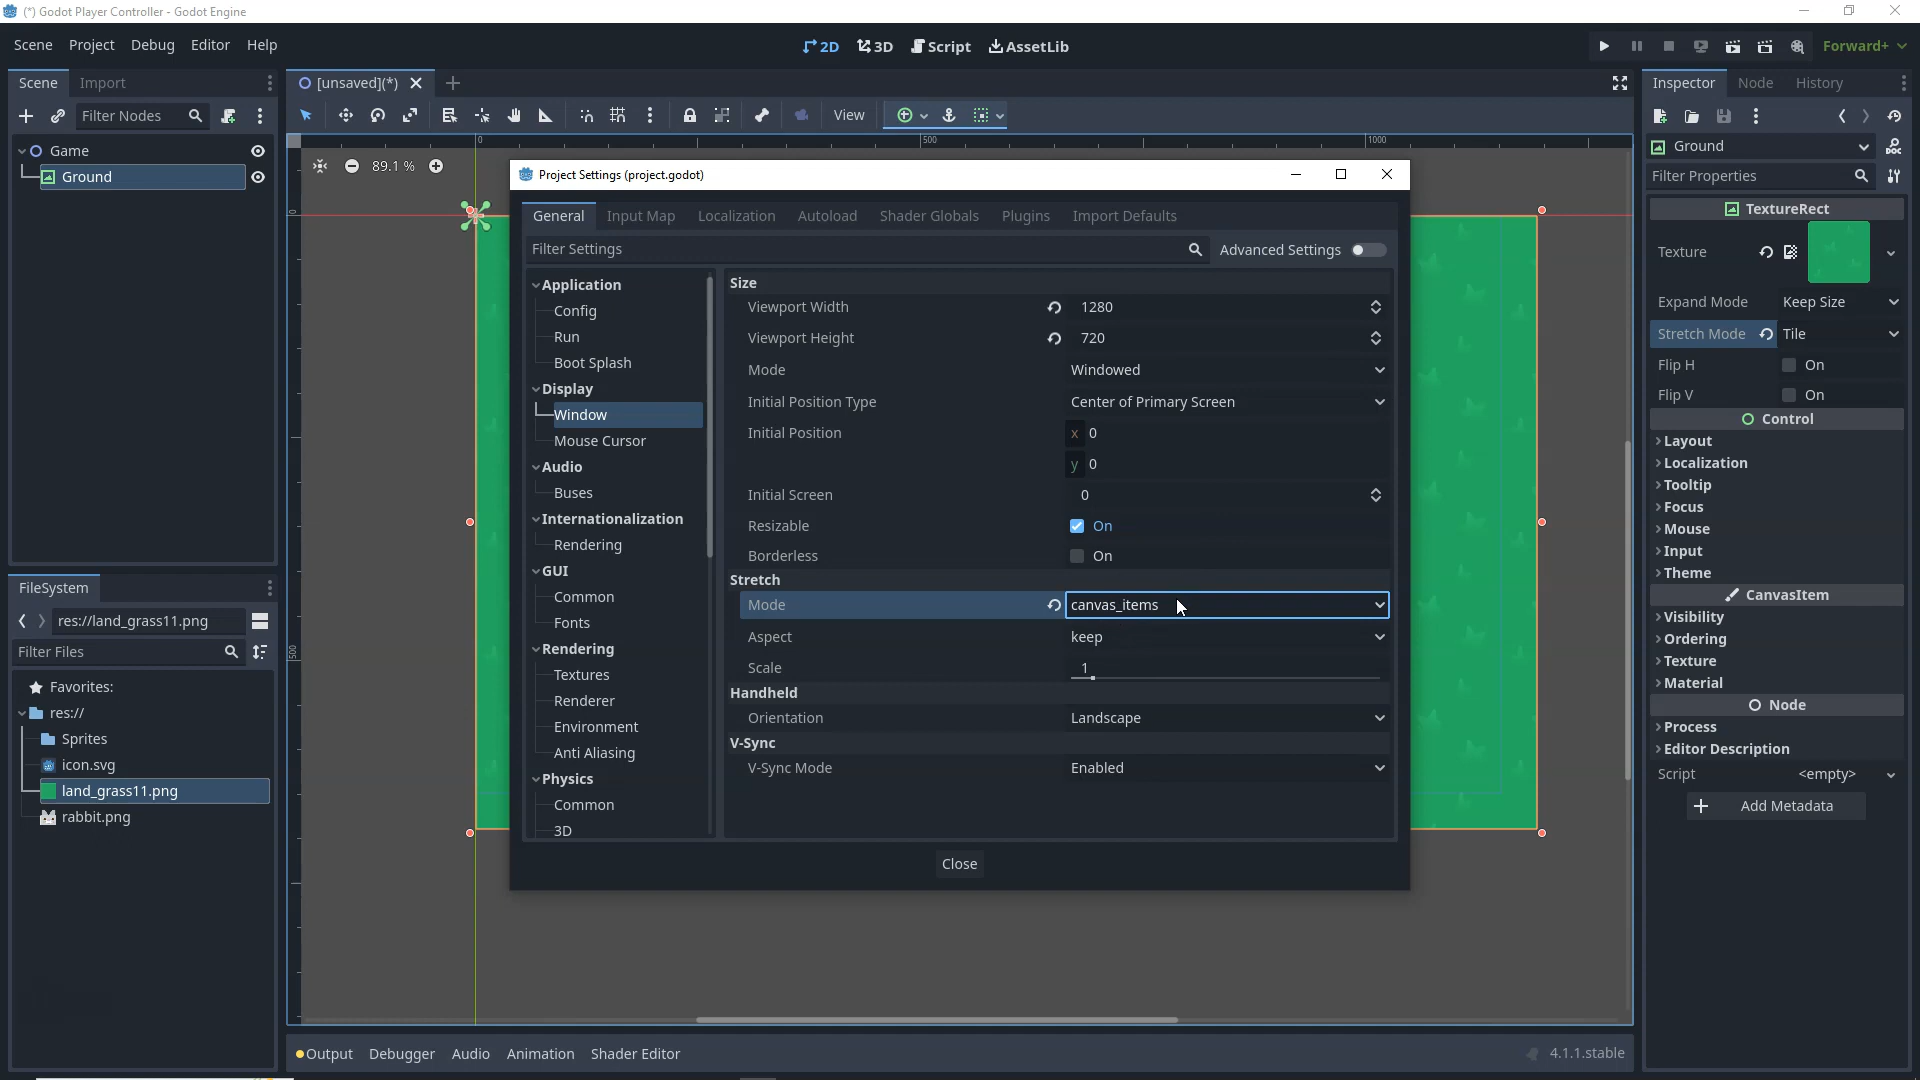 (*) Godot Player Controller - Godot Engine
Scene Project Debug Editor Help
2D 3D Script AssetLib
Forward+
Scene Import
[unsaved](*)
Inspector Node History
Filter Nodes
View
Game
Ground
0 500 1000
89.1 %
0
500
Ground
Filter Properties
TextureRect
Texture
Expand Mode Keep Size
Stretch Mode Tile
Flip H On
Flip V On
Control
Layout
Localization
Tooltip
Focus
Mouse
Input
Theme
CanvasItem
Visibility
Ordering
Texture
Material
Node
Process
Editor Description
Script <empty>
Add Metadata
Project Settings (project.godot)
General Input Map Localization Autoload Shader Globals Plugins Import Defaults
Filter Settings
Advanced Settings
Application
Config
Run
Boot Splash
Display
Window
Mouse Cursor
Audio
Buses
Internationalization
Rendering
GUI
Common
Fonts
Rendering
Textures
Renderer
Environment
Anti Aliasing
Physics
Common
3D
Size
Viewport Width 1280
Viewport Height 720
Mode Windowed
Initial Position Type Center of Primary Screen
Initial Position x 0
y 0
Initial Screen 0
Resizable On
Borderless On
Stretch
Mode canvas_items
Aspect keep
Scale 1
Handheld
Orientation Landscape
V-Sync
V-Sync Mode Enabled
Close
FileSystem
res://land_grass11.png
Filter Files
Favorites:
res://
Sprites
icon.svg
land_grass11.png
rabbit.png
Output Debugger Audio Animation Shader Editor
4.1.1.stable